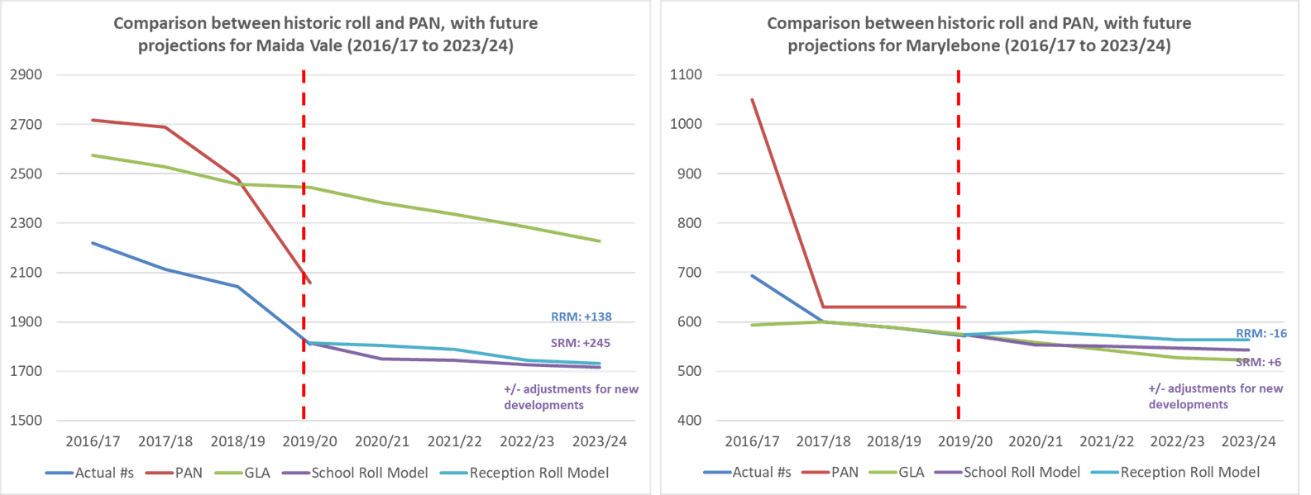 Comparison between historic roll and PAN, with future
projections for Maida Vale (2016/17 to 2023/24)
2900
2700
2500
2300
2100
1900
1700
1500
RRM: +138
SRM: +245
+/- adjustments for new
developments
2016/17 2017/18 2018/19 2019/20 2020/21 2021/22 2022/23 2023/24
Actual #s PAN GLA School Roll Model Reception Roll Model
Comparison between historic roll and PAN, with future
projections for Marylebone (2016/17 to 2023/24)
1100
1000
900
800
700
600
500
400
RRM: -16
SRM: +6
+/- adjustments for new
developments
2016/17 2017/18 2018/19 2019/20 2020/21 2021/22 2022/23 2023/24
Actual #s PAN GLA School Roll Model Reception Roll Model